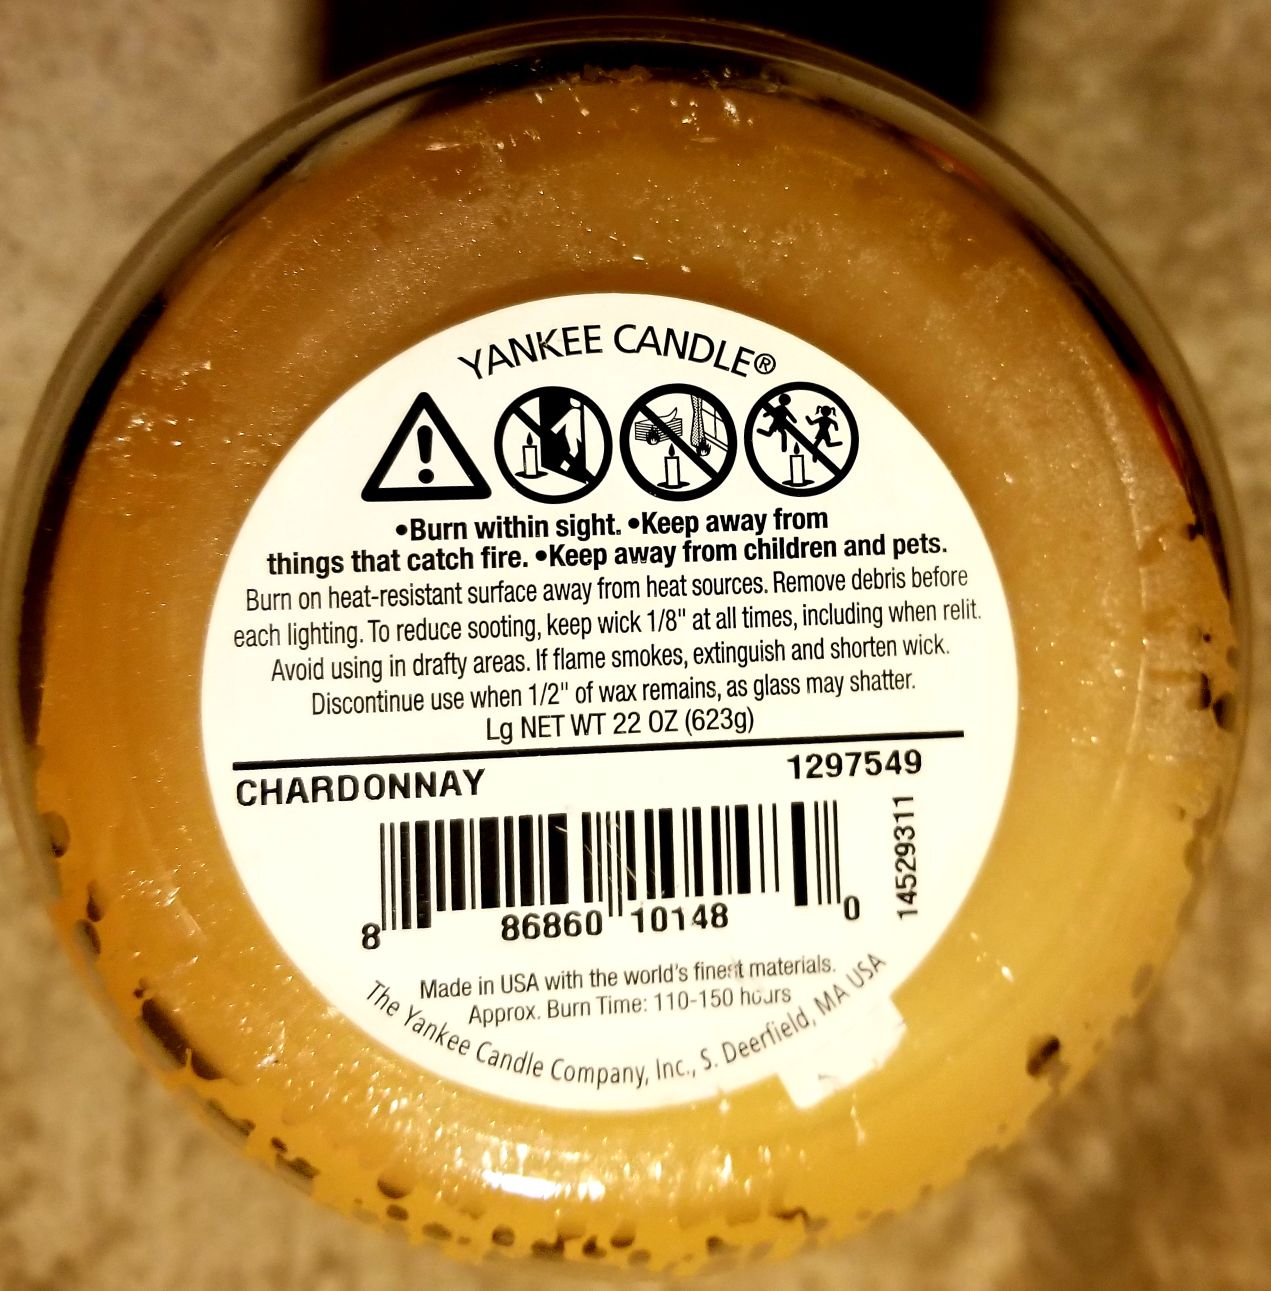 YANKEE CANDLE®
•Burn within sight. •Keep away from
things that catch fire. •Keep away from children and pets.
Burn on heat-resistant surface away from heat sources. Remove debris before
each lighting. To reduce sooting, keep wick 1/8" at all times, including when relit.
Avoid using in drafty areas. If flame smokes, extinguish and shorten wick.
Discontinue use when 1/2" of wax remains, as glass may shatter.
Lg NET WT 22 OZ (623g)
CHARDONNAY 1297549
14529311
8 86860 10148 0
Made in USA with the world's finest materials.
Approx. Burn Time: 110-150 hours
The Yankee Candle Company, Inc., S. Deerfield, MA USA